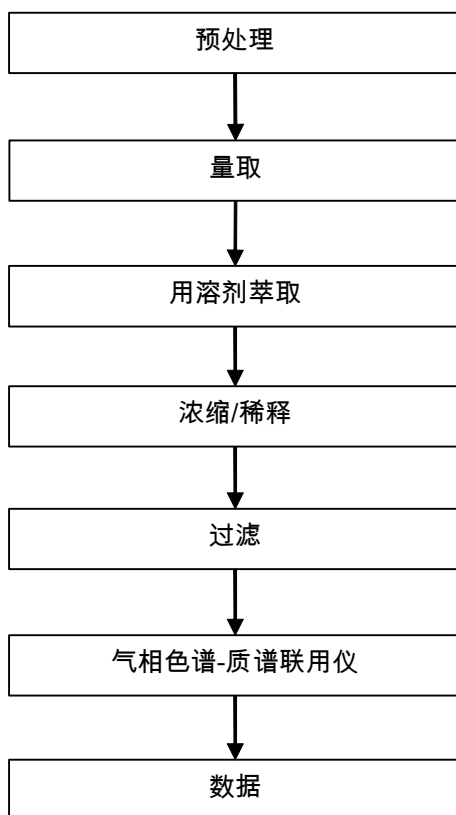 预处理
量取
用溶剂萃取
浓缩/稀释
过滤
气相色谱-质谱联用仪
数据